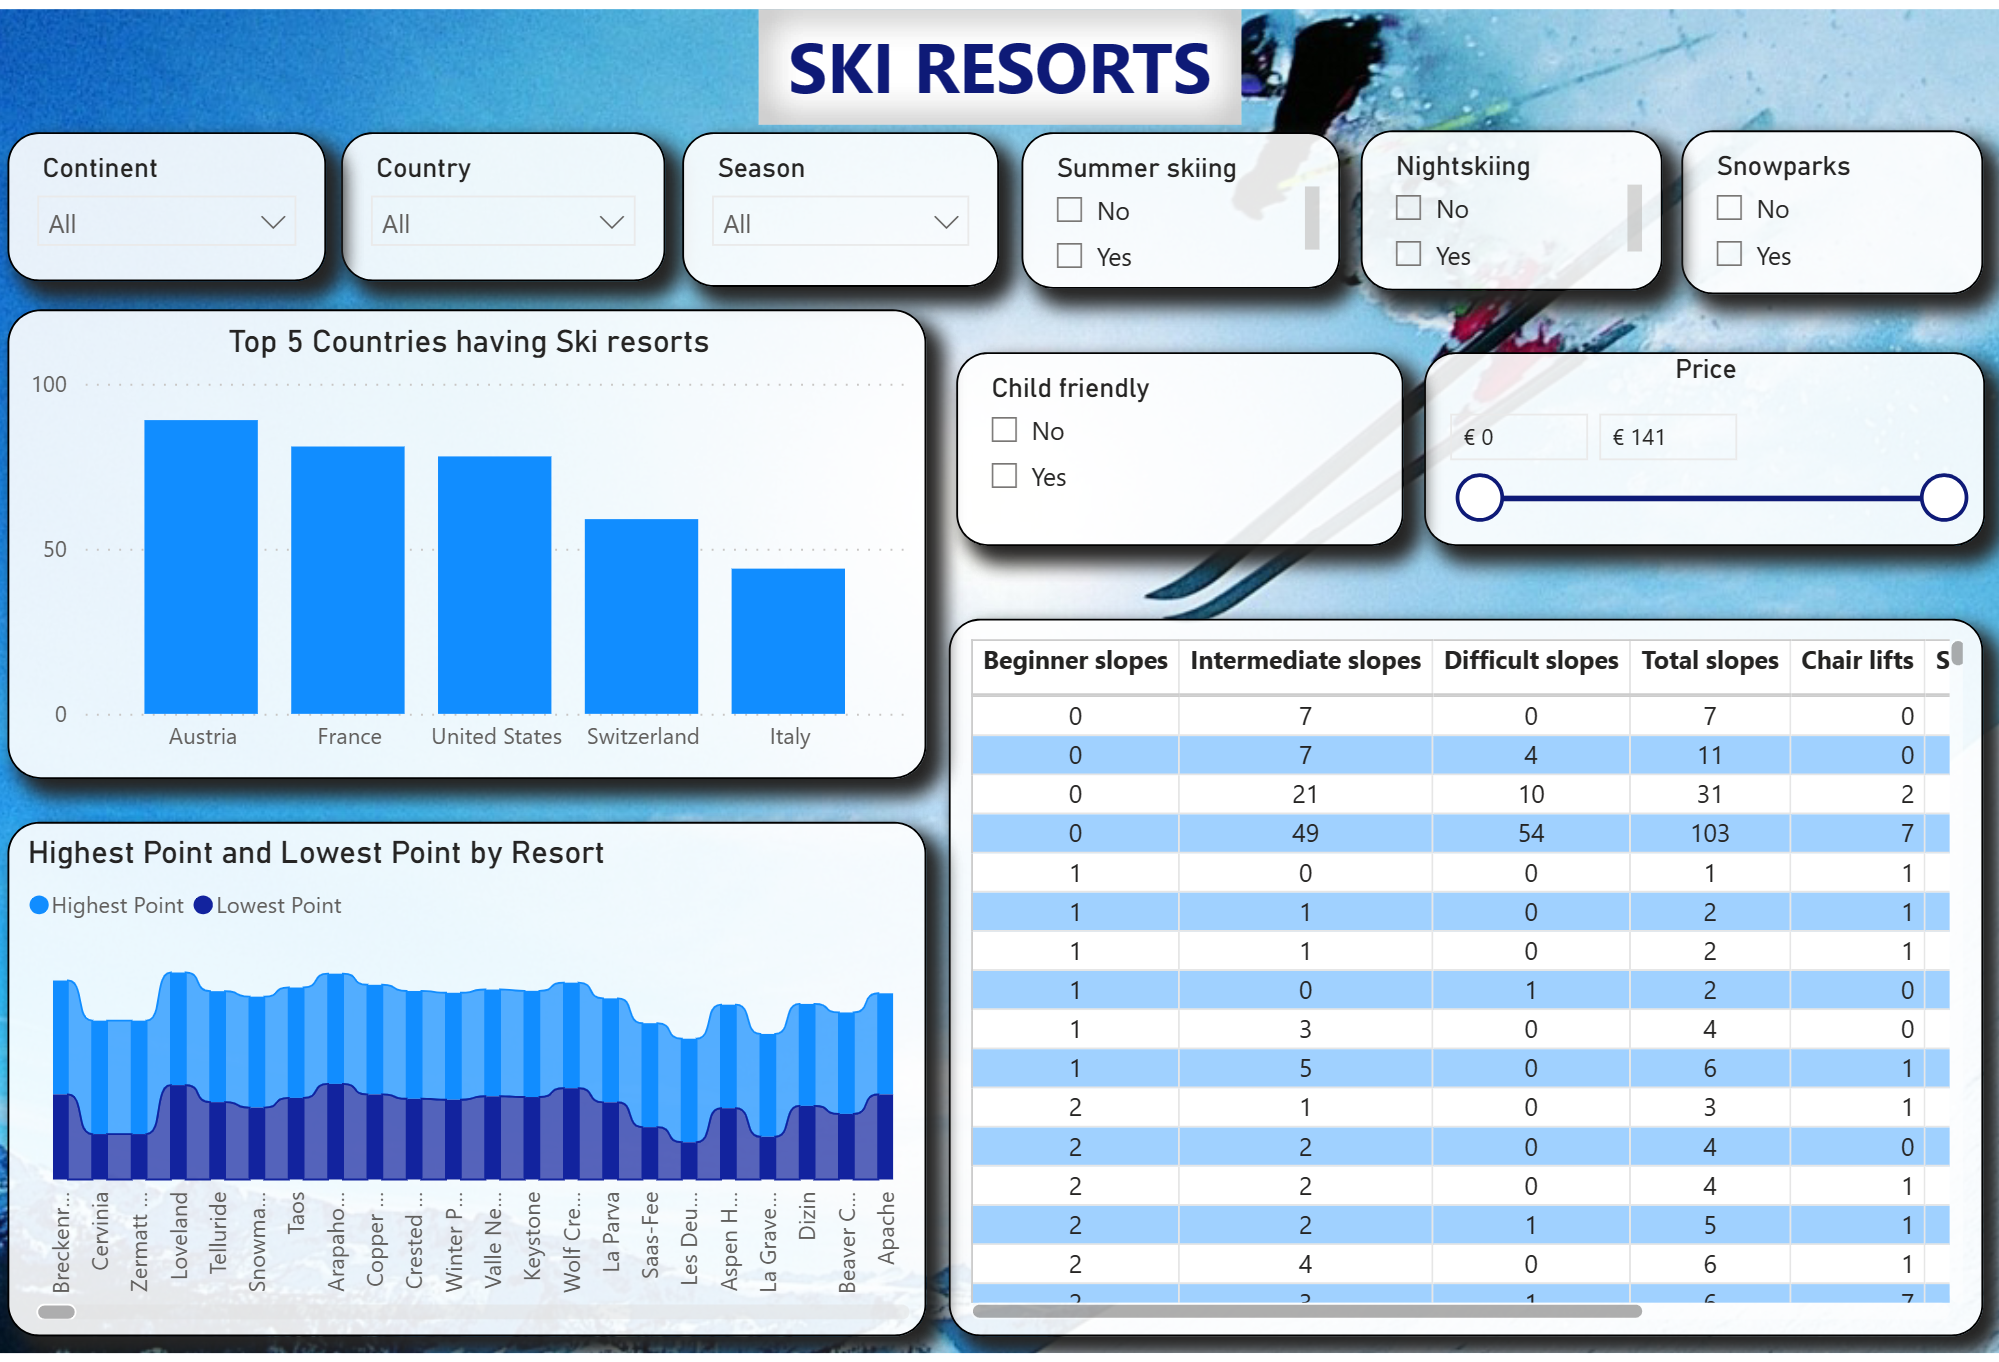 SKI RESORTS
Continent
All
Country
All
Season
All
Summer skiing
No
Yes
Nightskiing
No
Yes
Snowparks
No
Yes
Top 5 Countries having Ski resorts
100
50
0
Austria France United States Switzerland Italy
Child friendly
No
Yes
Price
€ 0 € 141
Highest Point and Lowest Point by Resort
Highest Point Lowest Point
Breckenr...
Cervinia
Zermatt ...
Loveland
Telluride
Snowma...
Taos
Arapaho...
Copper ...
Crested ...
Winter P...
Valle Ne...
Keystone
Wolf Cre...
La Parva
Saas-Fee
Les Deu...
Aspen H...
La Grave...
Dizin
Beaver C...
Apache
Beginner slopes Intermediate slopes Difficult slopes Total slopes Chair lifts S
0 7 0 7 0
0 7 4 11 0
0 21 10 31 2
0 49 54 103 7
1 0 0 1 1
1 1 0 2 1
1 1 0 2 1
1 0 1 2 0
1 3 0 4 0
1 5 0 6 1
2 1 0 3 1
2 2 0 4 0
2 2 0 4 1
2 2 1 5 1
2 4 0 6 1